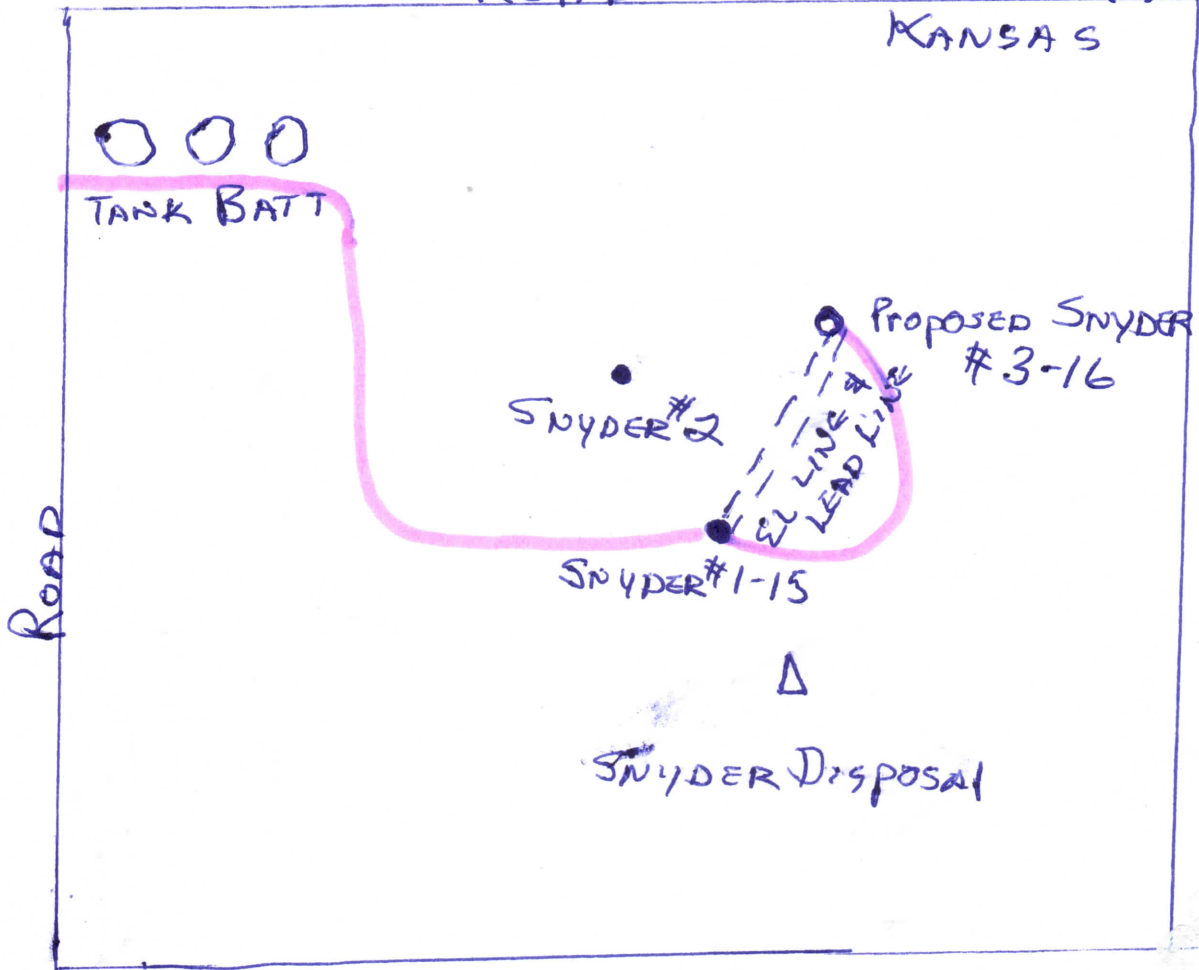 KANSAS
TANK BATT
PROPOSED SNYDER
#3-16
SNYDER #2
EL LINE &
LEAD LINE
SNYDER #1-15
ROAD
SNYDER DISPOSAL